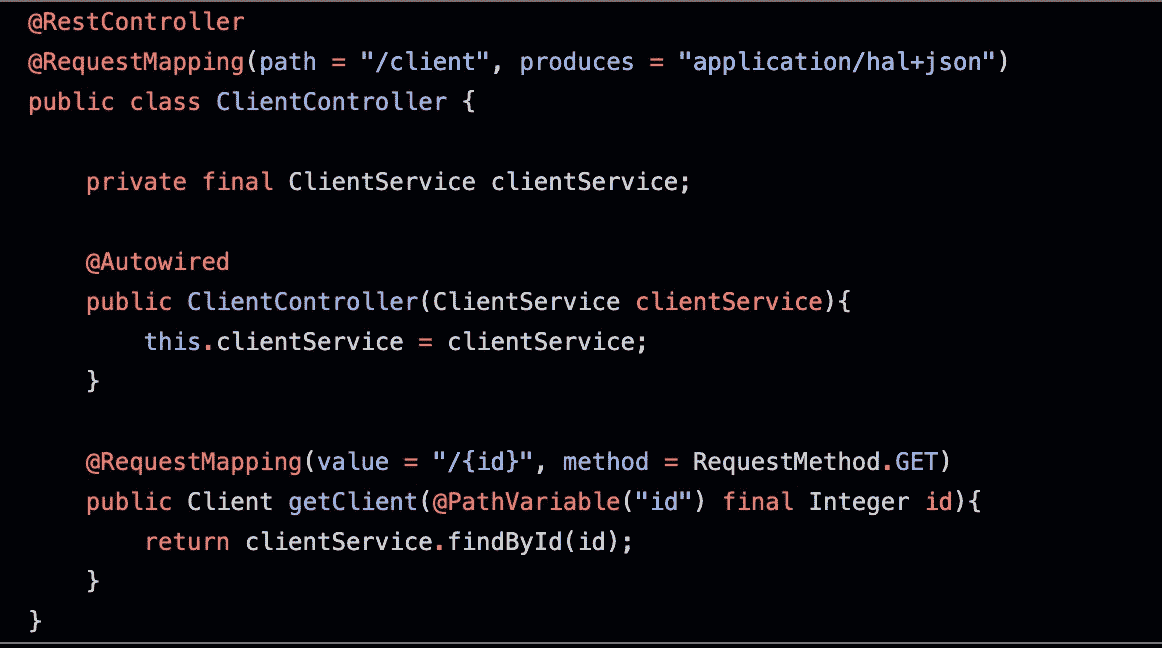 @RestController
@RequestMapping(path = "/client", produces = "application/hal+json")
public class ClientController {
private final ClientService clientService;
@Autowired
public ClientController(ClientService clientService){
this.clientService = clientService;
}
@RequestMapping(value = "/{id}", method = RequestMethod.GET)
public Client getClient(@PathVariable("id") final Integer id){
return clientService.findById(id);
}
}